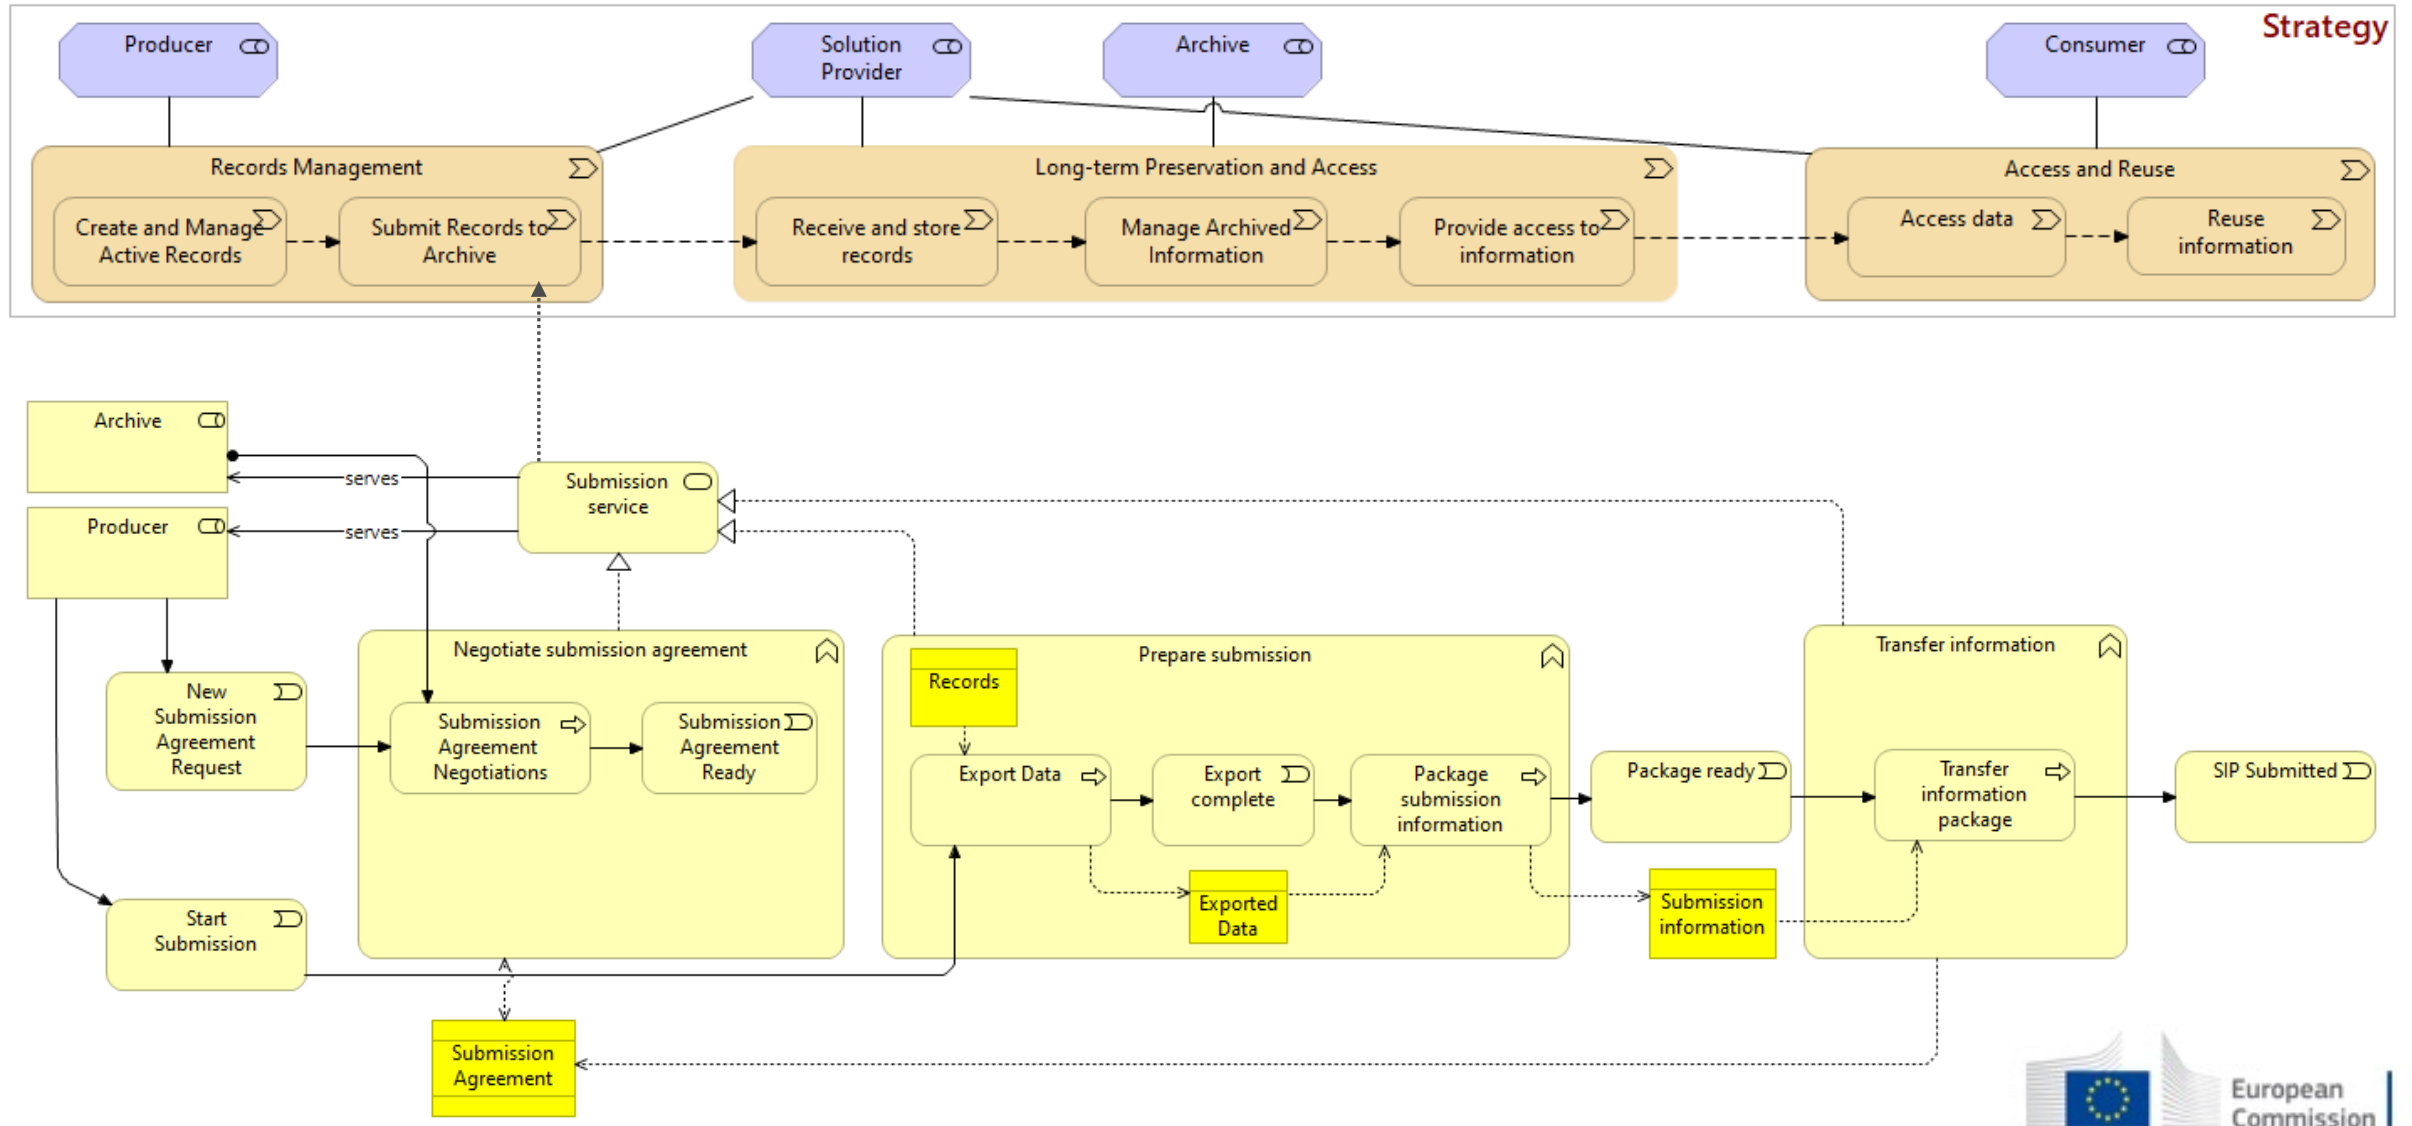 Strategy
Producer
Solution
Provider
Archive
Consumer
Records Management
Create and Manage
Active Records
Submit Records to
Archive
Long-term Preservation and Access
Receive and store
records
Manage Archived
Information
Provide access to
information
Access and Reuse
Access data
Reuse
information
Archive
serves
Producer
serves
Submission
service
New
Submission
Agreement
Request
Start
Submission
Negotiate submission agreement
Submission
Agreement
Negotiations
Submission
Agreement
Ready
Submission
Agreement
Prepare submission
Records
Export Data
Export
complete
Package
submission
information
Exported
Data
Package ready
Submission
information
Transfer information
Transfer
information
package
SIP Submitted
European
Commission